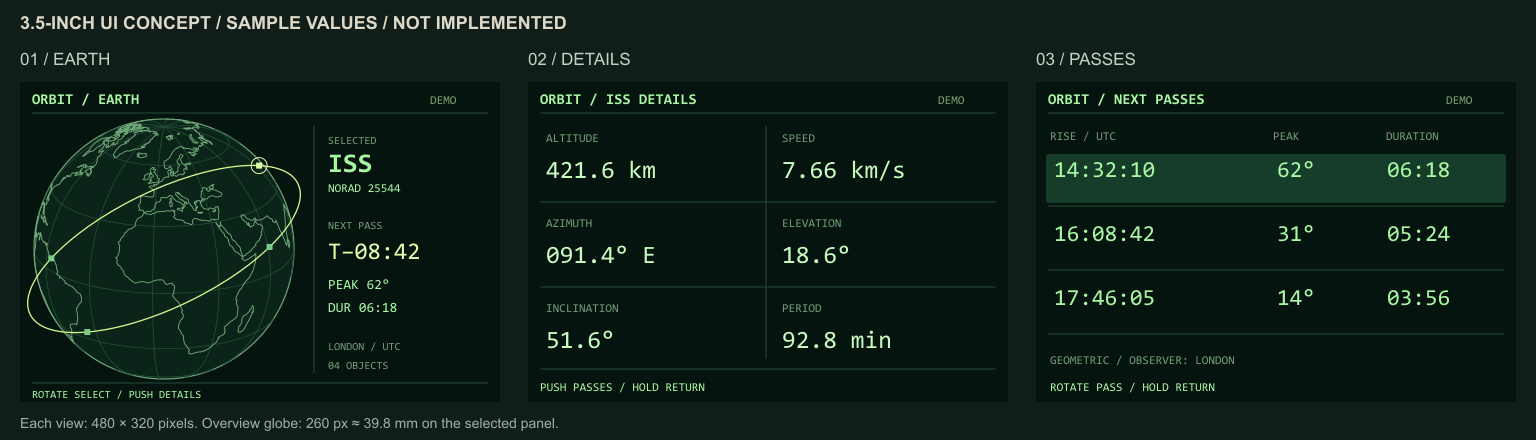 3.5-INCH UI CONCEPT / SAMPLE VALUES / NOT IMPLEMENTED
01 / EARTH
ORBIT / EARTH
DEMO
SELECTED
ISS
NORAD 25544
NEXT PASS
T−08:42
PEAK 62°
DUR 06:18
LONDON / UTC
04 OBJECTS
ROTATE SELECT / PUSH DETAILS
02 / DETAILS
ORBIT / ISS DETAILS
DEMO
ALTITUDE
421.6 km
SPEED
7.66 km/s
AZIMUTH
091.4° E
ELEVATION
18.6°
INCLINATION
51.6°
PERIOD
92.8 min
PUSH PASSES / HOLD RETURN
03 / PASSES
ORBIT / NEXT PASSES
DEMO
RISE / UTC PEAK DURATION
14:32:10 62° 06:18
16:08:42 31° 05:24
17:46:05 14° 03:56
GEOMETRIC / OBSERVER: LONDON
ROTATE PASS / HOLD RETURN
Each view: 480 × 320 pixels. Overview globe: 260 px ≈ 39.8 mm on the selected panel.